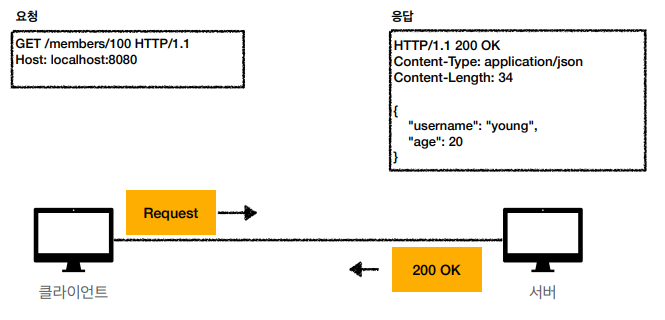 요청
GET /members/100 HTTP/1.1
Host: localhost:8080
응답
HTTP/1.1 200 OK
Content-Type: application/json
Content-Length: 34
{
"username": "young",
"age": 20
}
Request
200 OK
클라이언트
서버